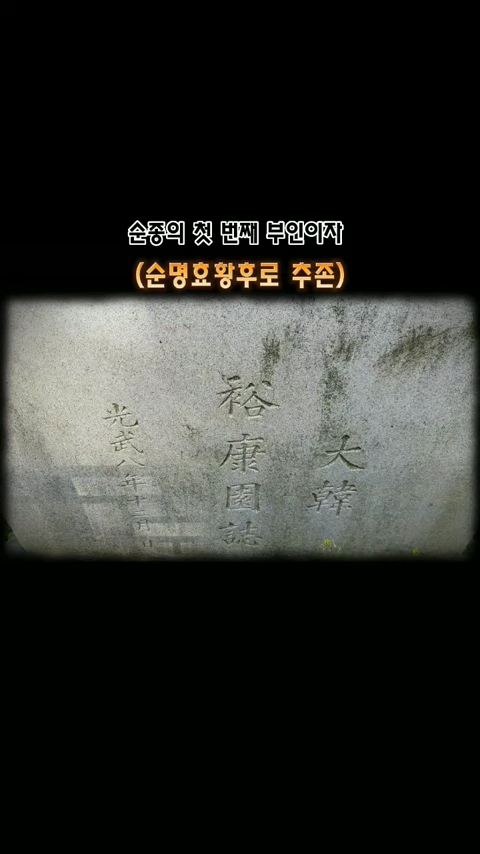 순종의 첫 번째 부인이자
(순명효황후로 추존)
大韓
裕康園誌
光武八年十二月 日